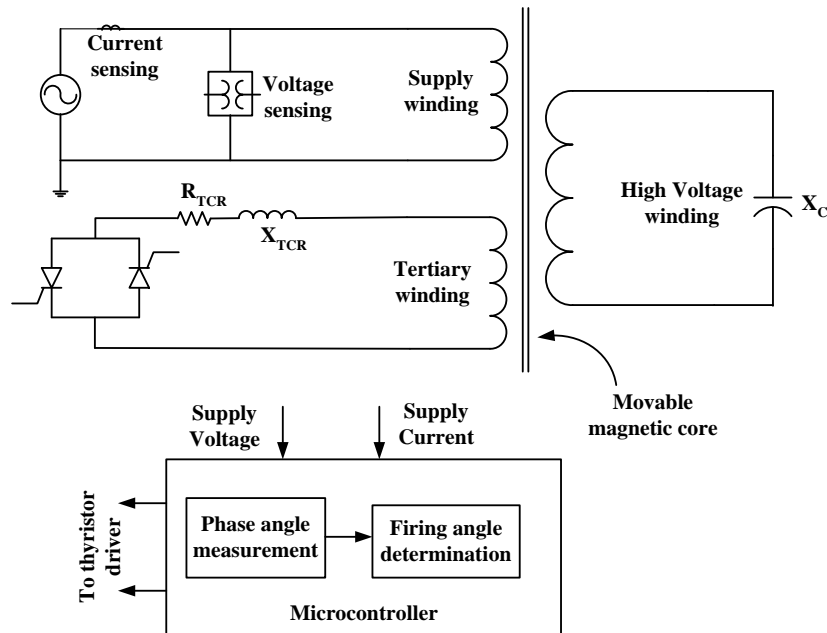 Current
sensing
Voltage
sensing
Supply
winding
High Voltage
winding
X_C
R_TCR
X_TCR
Tertiary
winding
Movable
magnetic core
Supply
Voltage
Supply
Current
To thyristor
driver
Phase angle
measurement
Firing angle
determination
Microcontroller